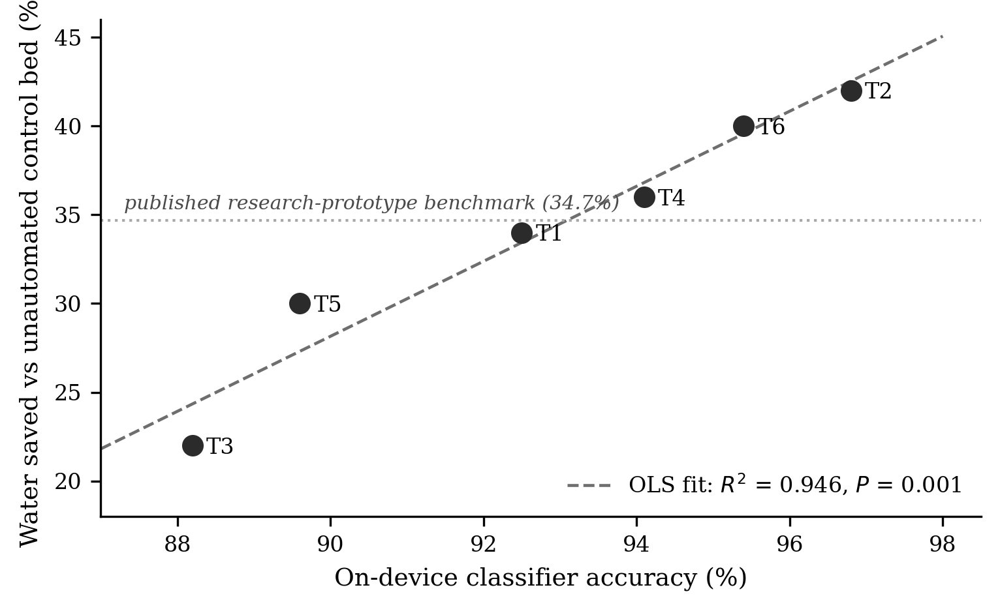 Water saved vs unautomated control bed (%
45
40
35
30
25
20
published research-prototype benchmark (34.7%)
T2
T6
T4
T1
T5
T3
OLS fit: R² = 0.946, P = 0.001
88 90 92 94 96 98
On-device classifier accuracy (%)